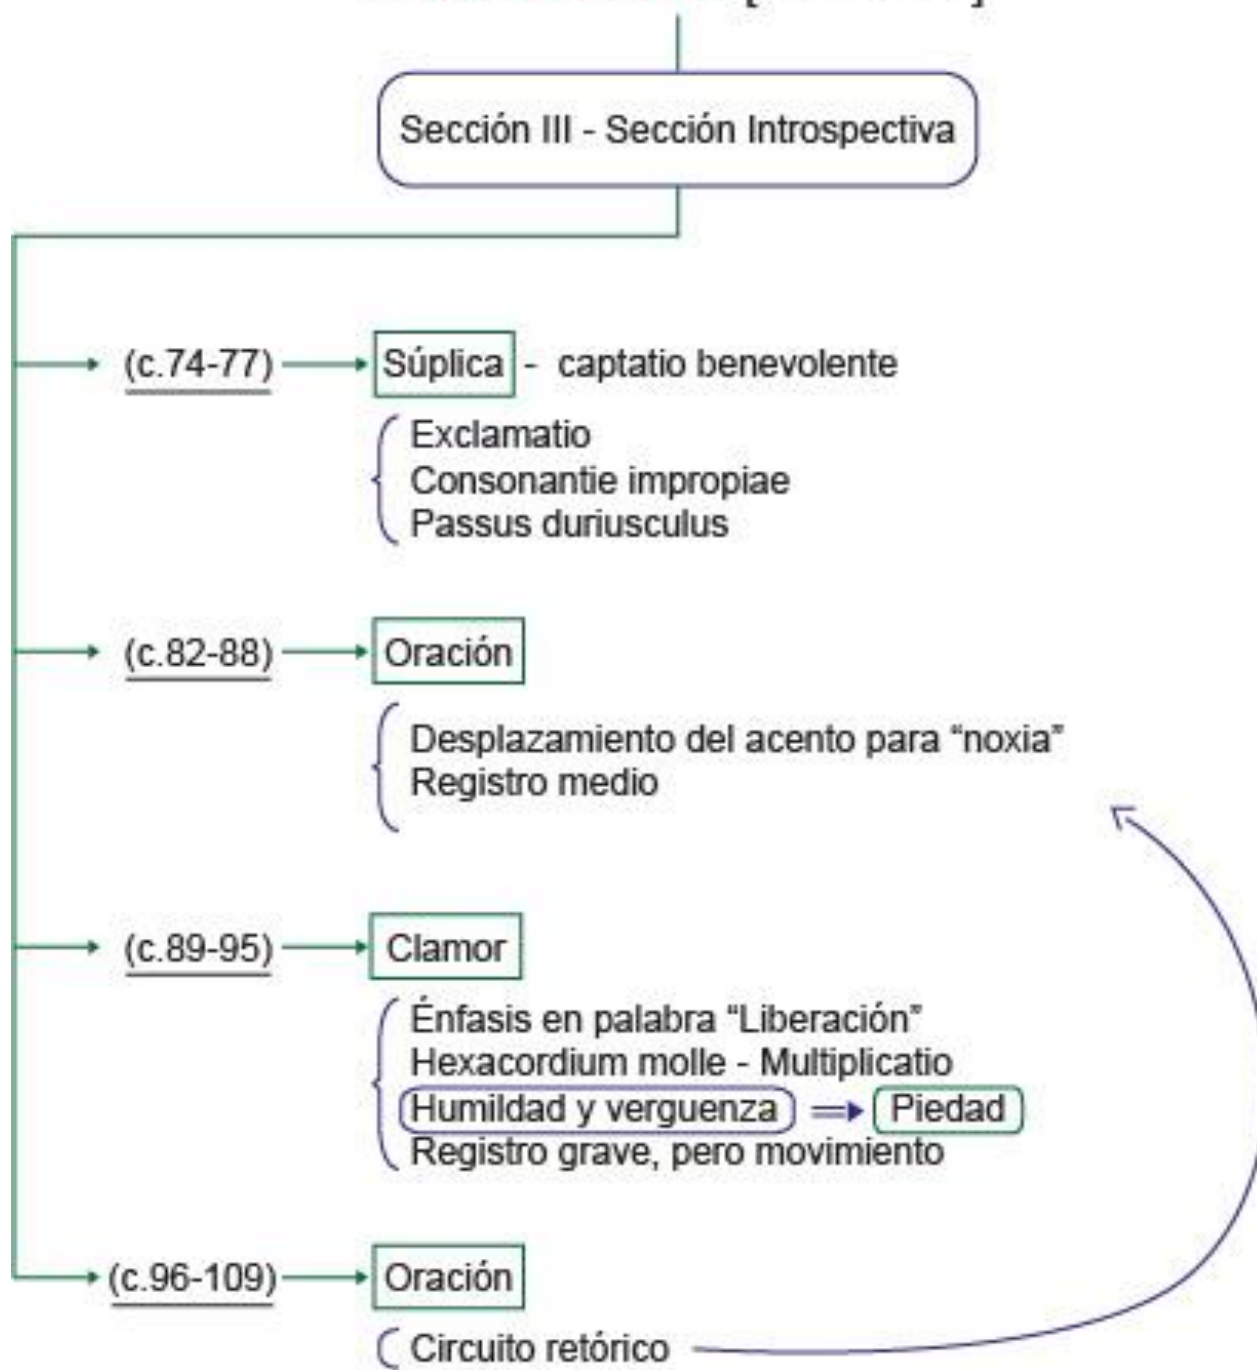 Sección III - Sección Introspectiva
(c.74-77) Súplica - captatio benevolente
Exclamatio
Consonantie impropiae
Passus duriusculus
(c.82-88) Oración
Desplazamiento del acento para “noxia”
Registro medio
(c.89-95) Clamor
Énfasis en palabra “Liberación”
Hexacordium molle - Multiplicatio
Humildad y verguenza Piedad
Registro grave, pero movimiento
(c.96-109) Oración
Circuito retórico